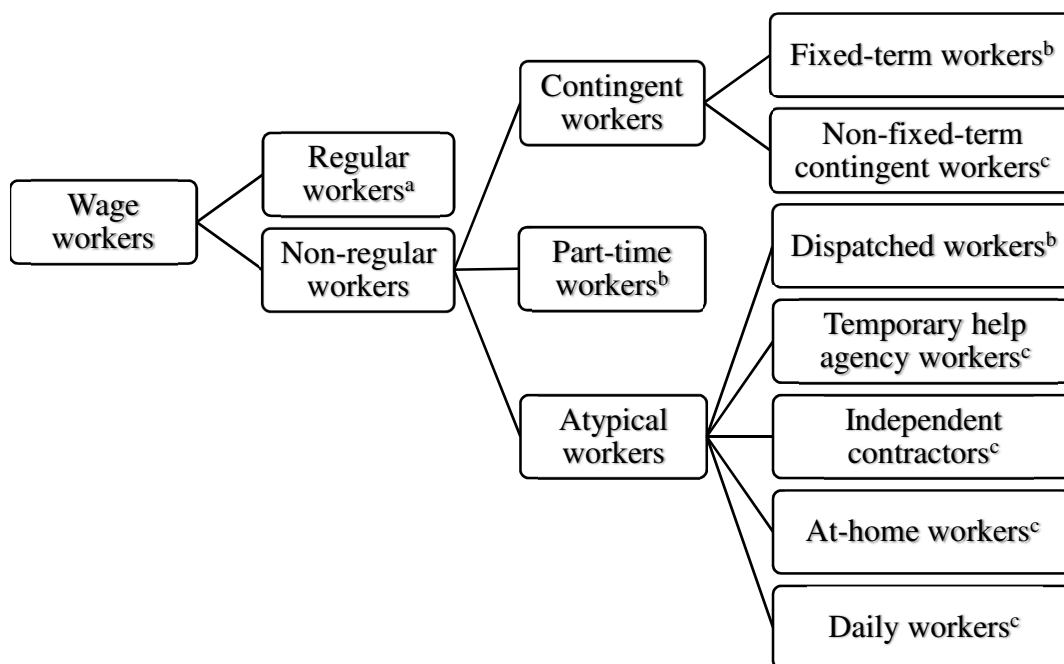 Wage
workers
Regular
workersᵃ
Non-regular
workers
Contingent
workers
Part-time
workersᵇ
Atypical
workers
Fixed-term workersᵇ
Non-fixed-term
contingent workersᶜ
Dispatched workersᵇ
Temporary help
agency workersᶜ
Independent
contractorsᶜ
At-home workersᶜ
Daily workersᶜ